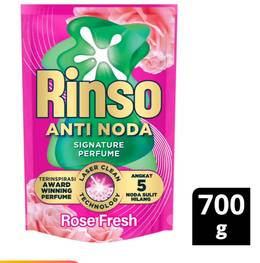 Rinso
ANTI NODA
SIGNATURE
PERFUME
TERINSPIRASI
AWARD
WINNING
PERFUME
LASER CLEAN
TECHNOLOGY
ANGKAT
5
NODA SULIT
HILANG
Rose Fresh
700
g